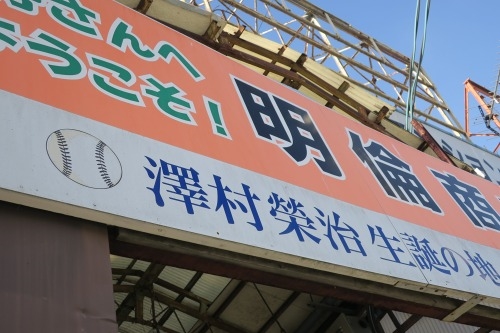 さんへ
ようこそ!
明倫商
澤村榮治 生誕の地